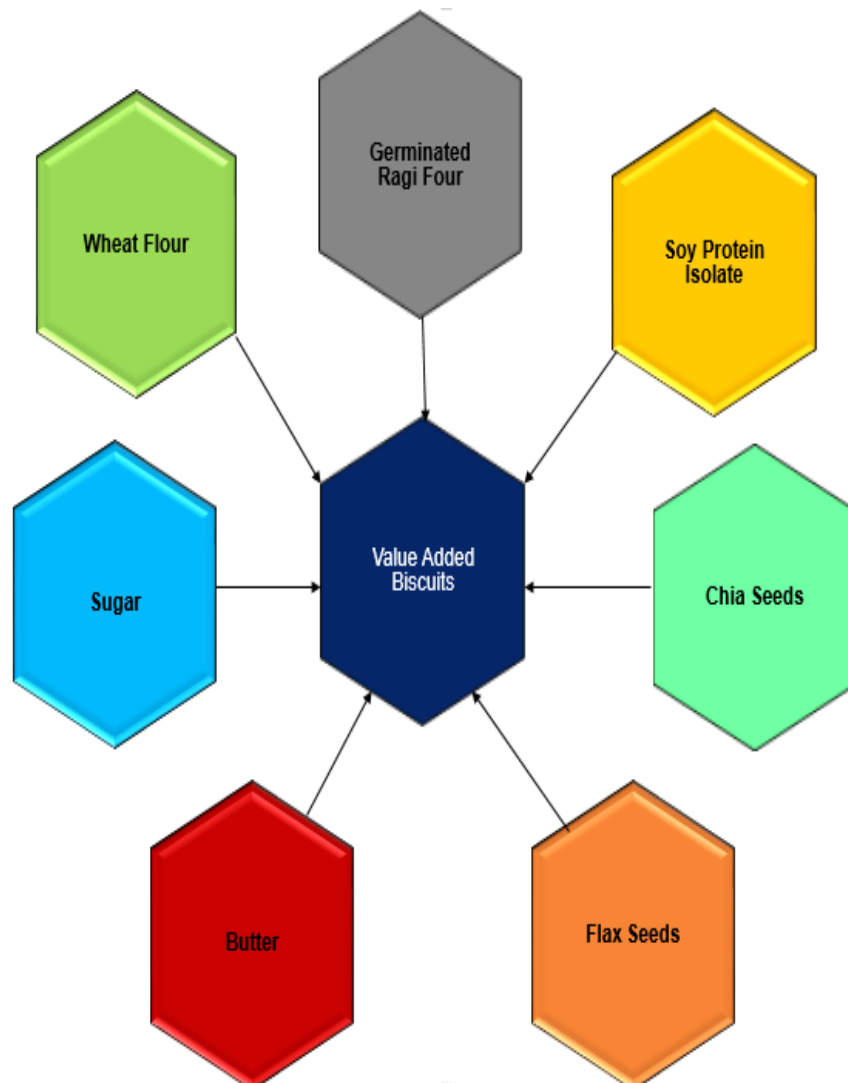 Germinated
Ragi Four
Wheat Flour
Soy Protein
Isolate
Value Added
Biscuits
Sugar
Chia Seeds
Butter
Flax Seeds